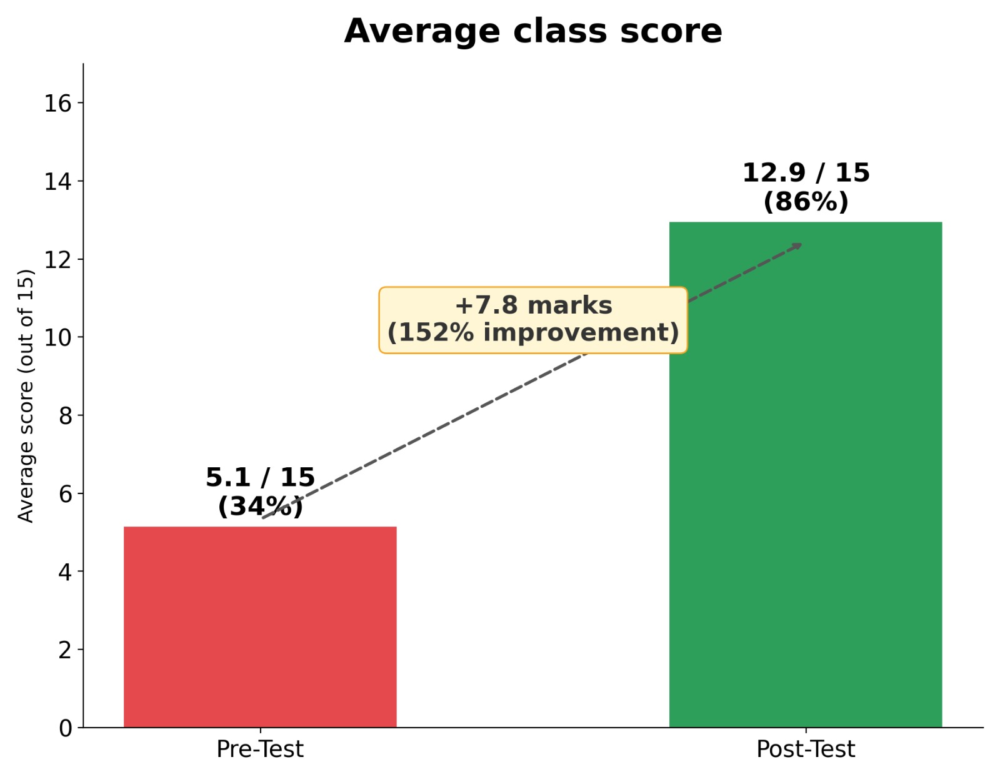 Average class score
Average score (out of 15)
16
14
12
10
8
6
4
2
0
12.9 / 15
(86%)
+7.8 marks
(152% improvement)
5.1 / 15
(34%)
Pre-Test
Post-Test